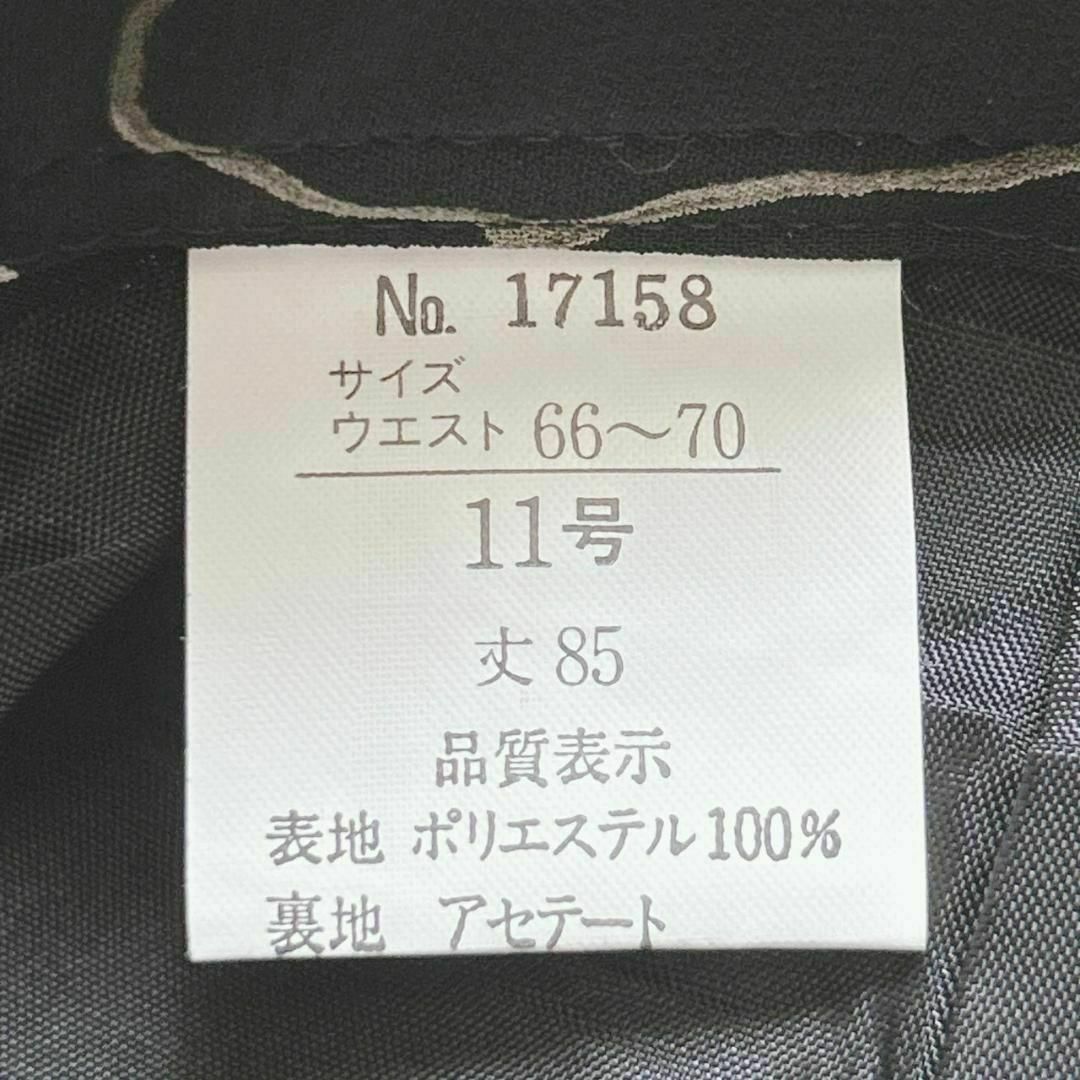 No. 17158
サイズ
ウエスト 66～70
11号
丈 85
品質表示
表地 ポリエステル100%
裏地 アセテート